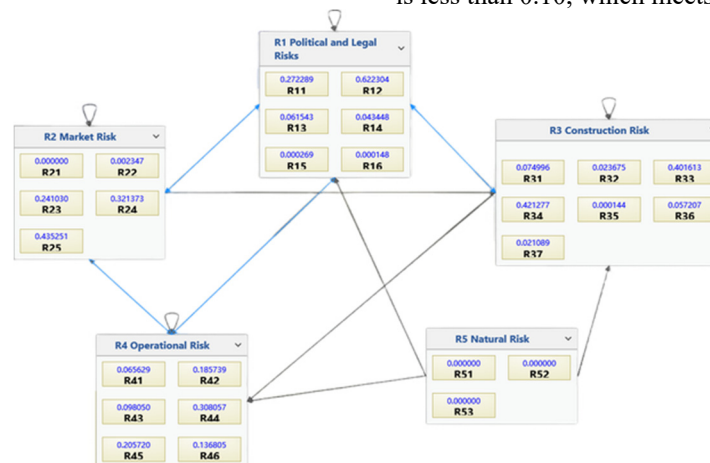 is less than 0.10, which meets
R1 Political and Legal
Risks
0.272289 0.622304
R11 R12
0.061543 0.043448
R13 R14
0.000269 0.000148
R15 R16
R2 Market Risk
0.000000 0.002347
R21 R22
0.241030 0.321373
R23 R24
0.435251
R25
R3 Construction Risk
0.074996 0.023675 0.401613
R31 R32 R33
0.421277 0.000144 0.057207
R34 R35 R36
0.021089
R37
R4 Operational Risk
0.065629 0.185739
R41 R42
0.098050 0.308057
R43 R44
0.205720 0.136805
R45 R46
R5 Natural Risk
0.000000 0.000000
R51 R52
0.000000
R53